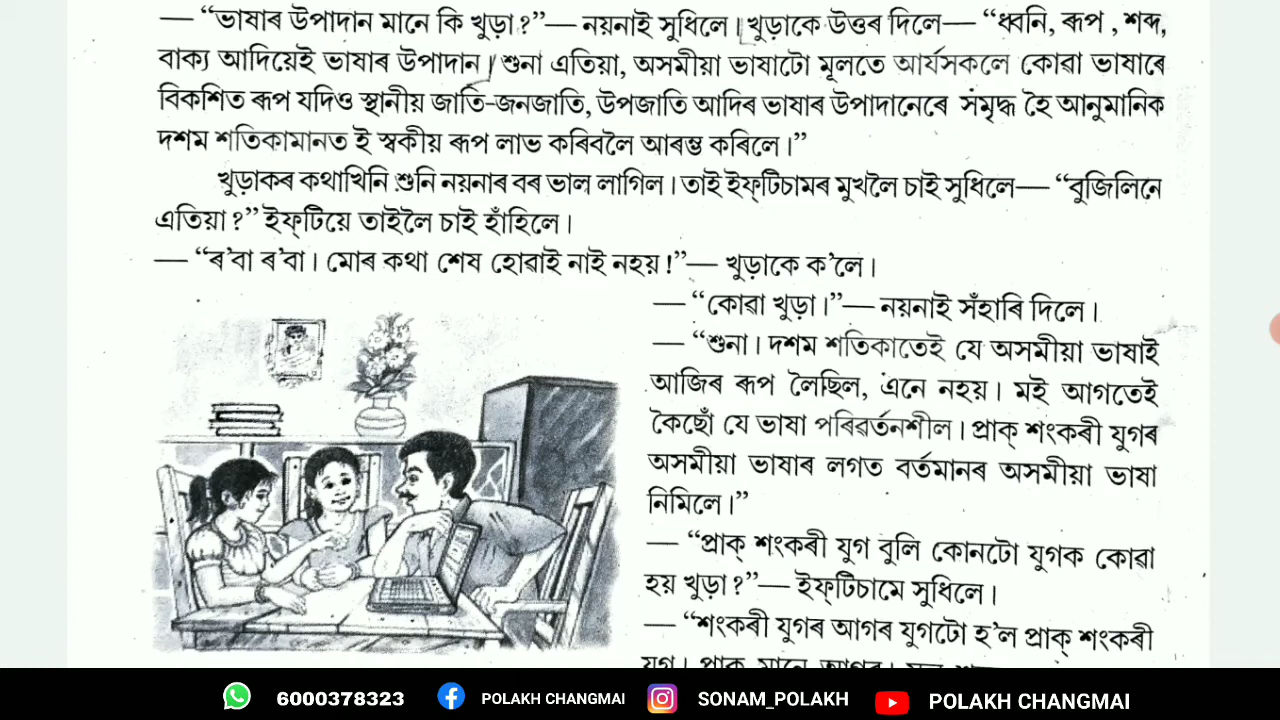 — “ভাষাৰ উপাদান মানে কি খুড়া ?”— নয়নাই সুধিলে। খুড়াকে উত্তৰ দিলে— “ধ্বনি, ৰূপ , শব্দ,
বাক্য আদিয়েই ভাষাৰ উপাদান। শুনা এতিয়া, অসমীয়া ভাষাটো মূলতে আৰ্যসকলে কোৱা ভাষাৰে
বিকশিত ৰূপ যদিও স্থানীয় জাতি-জনজাতি, উপজাতি আদিৰ ভাষাৰ উপাদানেৰে সমৃদ্ধ হৈ আনুমানিক
দশম শতিকামানত ই স্বকীয় ৰূপ লাভ কৰিবলৈ আৰম্ভ কৰিলে।”
খুড়াকৰ কথাখিনি শুনি নয়নাৰ বৰ ভাল লাগিল। তাই ইফ্‌টিচামৰ মুখলৈ চাই সুধিলে— “বুজিলিনে
এতিয়া ?” ইফ্‌টিয়ে তাইলৈ চাই হাঁহিলে।
— “ৰ’বা ৰ’বা। মোৰ কথা শেষ হোৱাই নাই নহয় !”— খুড়াকে ক’লে।
— “কোৱা খুড়া।”— নয়নাই সঁহাৰি দিলে।
— “শুনা। দশম শতিকাতেই যে অসমীয়া ভাষাই
আজিৰ ৰূপ লৈছিল, এনে নহয়। মই আগতেই
কৈছোঁ যে ভাষা পৰিৱৰ্তনশীল। প্ৰাক্ শংকৰী যুগৰ
অসমীয়া ভাষাৰ লগত বৰ্তমানৰ অসমীয়া ভাষা
নিমিলে।”
— “প্ৰাক্ শংকৰী যুগ বুলি কোনটো যুগক কোৱা
হয় খুড়া ?”— ইফ্‌টিচামে সুধিলে।
— “শংকৰী যুগৰ আগৰ যুগটো হ’ল প্ৰাক্ শংকৰী
যুগ। প্ৰাক্ মানে আগৰ।
6000378323 POLAKH CHANGMAI SONAM_POLAKH POLAKH CHANGMAI